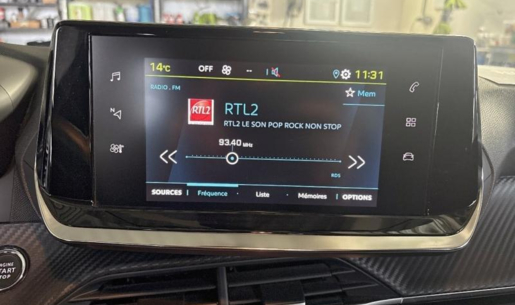 14°C OFF -- 11:31
RADIO . FM
Mem
RTL2
RTL2
RTL2 LE SON POP ROCK NON STOP
N
93.40 MHz
RDS
SOURCES Fréquence Liste Mémoires OPTIONS
ENGINE
START
STOP